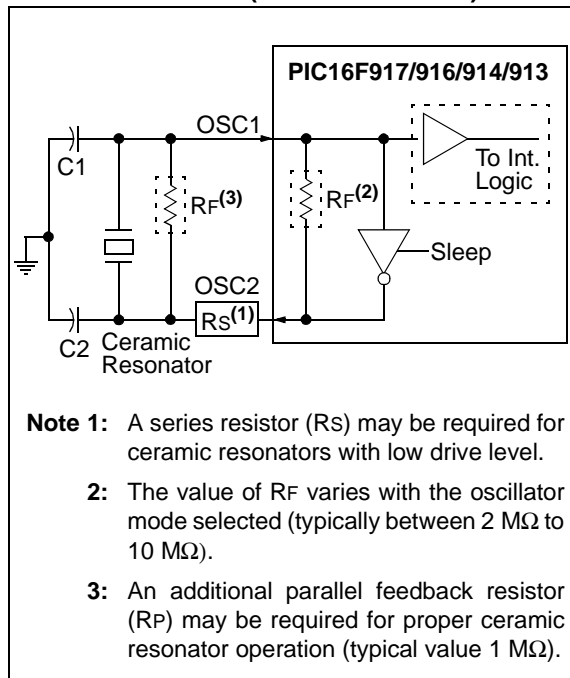 PIC16F917/916/914/913
OSC1
C1
To Int.
Logic
RF(3)
RF(2)
Sleep
OSC2
RS(1)
C2 Ceramic
Resonator
Note 1: A series resistor (RS) may be required for
ceramic resonators with low drive level.
2: The value of RF varies with the oscillator
mode selected (typically between 2 MΩ to
10 MΩ).
3: An additional parallel feedback resistor
(RP) may be required for proper ceramic
resonator operation (typical value 1 MΩ).